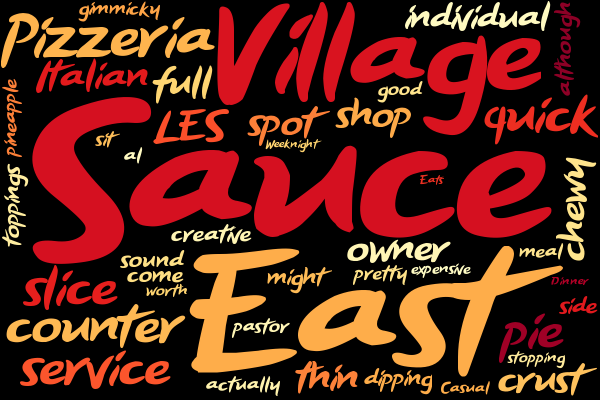 gimmicky
individual
although
Pizzeria
Village
Italian
full
good
pineapple
LES
spot
shop
quick
Weeknight
sit
al
Sauce
Eats
toppings
chewy
creative
owner
meal
sound
come
worth
might
pretty
expensive
Dinner
slice
East
side
counter
pastor
pie
stopping
service
actually
thin
dipping
Casual
crust